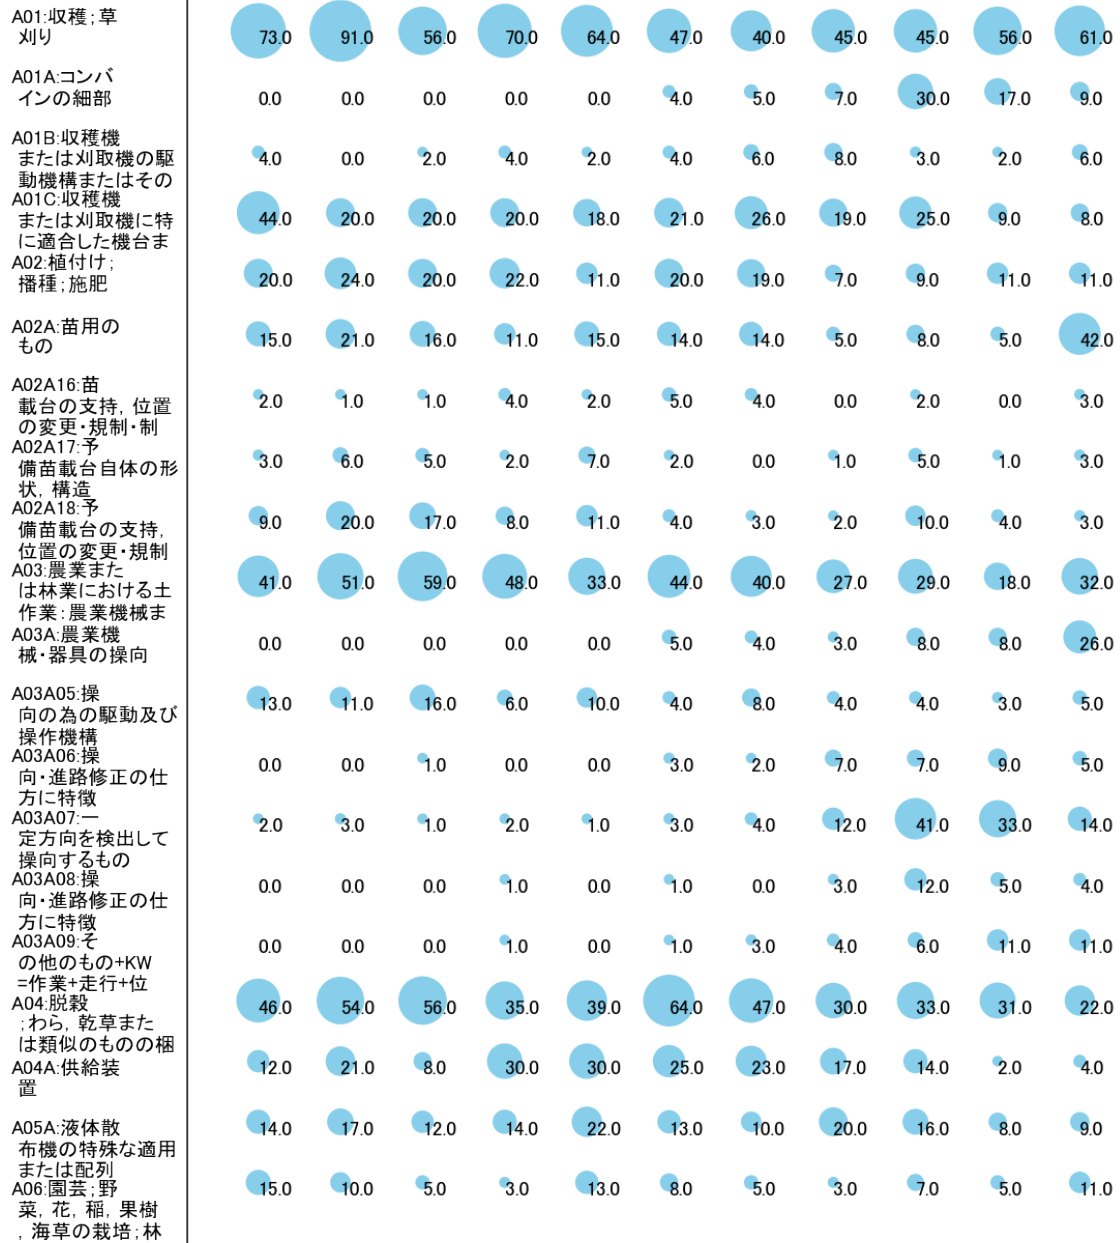 A01:収穫;草
刈り
73.0 91.0 56.0 70.0 64.0 47.0 40.0 45.0 45.0 56.0 61.0
A01A:コンバ
インの細部
0.0 0.0 0.0 0.0 0.0 4.0 5.0 7.0 30.0 17.0 9.0
A01B:収穫機
または刈取機の駆
動機構またはその
4.0 0.0 2.0 4.0 2.0 4.0 6.0 8.0 3.0 2.0 6.0
A01C:収穫機
または刈取機に特
に適合した機台ま
44.0 20.0 20.0 20.0 18.0 21.0 26.0 19.0 25.0 9.0 8.0
A02:植付け;
播種;施肥
20.0 24.0 20.0 22.0 11.0 20.0 19.0 7.0 9.0 11.0 11.0
A02A:苗用の
もの
15.0 21.0 16.0 11.0 15.0 14.0 14.0 5.0 8.0 5.0 42.0
A02A16:苗
載台の支持,位置
の変更・規制・制
2.0 1.0 1.0 4.0 2.0 5.0 4.0 0.0 2.0 0.0 3.0
A02A17:予
備苗載台自体の形
状,構造
3.0 6.0 5.0 2.0 7.0 2.0 0.0 1.0 5.0 1.0 3.0
A02A18:予
備苗載台の支持,
位置の変更・規制
9.0 20.0 17.0 8.0 11.0 4.0 3.0 2.0 10.0 4.0 3.0
A03:農業また
は林業における土
作業:農業機械ま
41.0 51.0 59.0 48.0 33.0 44.0 40.0 27.0 29.0 18.0 32.0
A03A:農業機
械・器具の操向
0.0 0.0 0.0 0.0 0.0 5.0 4.0 3.0 8.0 8.0 26.0
A03A05:操
向の為の駆動及び
操作機構
13.0 11.0 16.0 6.0 10.0 4.0 8.0 4.0 4.0 3.0 5.0
A03A06:操
向・進路修正の仕
方に特徴
0.0 0.0 1.0 0.0 0.0 3.0 2.0 7.0 7.0 9.0 5.0
A03A07:一
定方向を検出して
操向するもの
2.0 3.0 1.0 2.0 1.0 3.0 4.0 12.0 41.0 33.0 14.0
A03A08:操
向・進路修正の仕
方に特徴
0.0 0.0 0.0 1.0 0.0 1.0 0.0 3.0 12.0 5.0 4.0
A03A09:そ
の他のもの+KW
=作業+走行+位
0.0 0.0 0.0 1.0 0.0 1.0 3.0 4.0 6.0 11.0 11.0
A04:脱穀
;わら,乾草また
は類似のものの梱
46.0 54.0 56.0 35.0 39.0 64.0 47.0 30.0 33.0 31.0 22.0
A04A:供給装
置
12.0 21.0 8.0 30.0 30.0 25.0 23.0 17.0 14.0 2.0 4.0
A05A:液体散
布機の特殊な適用
または配列
14.0 17.0 12.0 14.0 22.0 13.0 10.0 20.0 16.0 8.0 9.0
A06:園芸;野
菜,花,稲,果樹
,海草の栽培;林
15.0 10.0 5.0 3.0 13.0 8.0 5.0 3.0 7.0 5.0 11.0